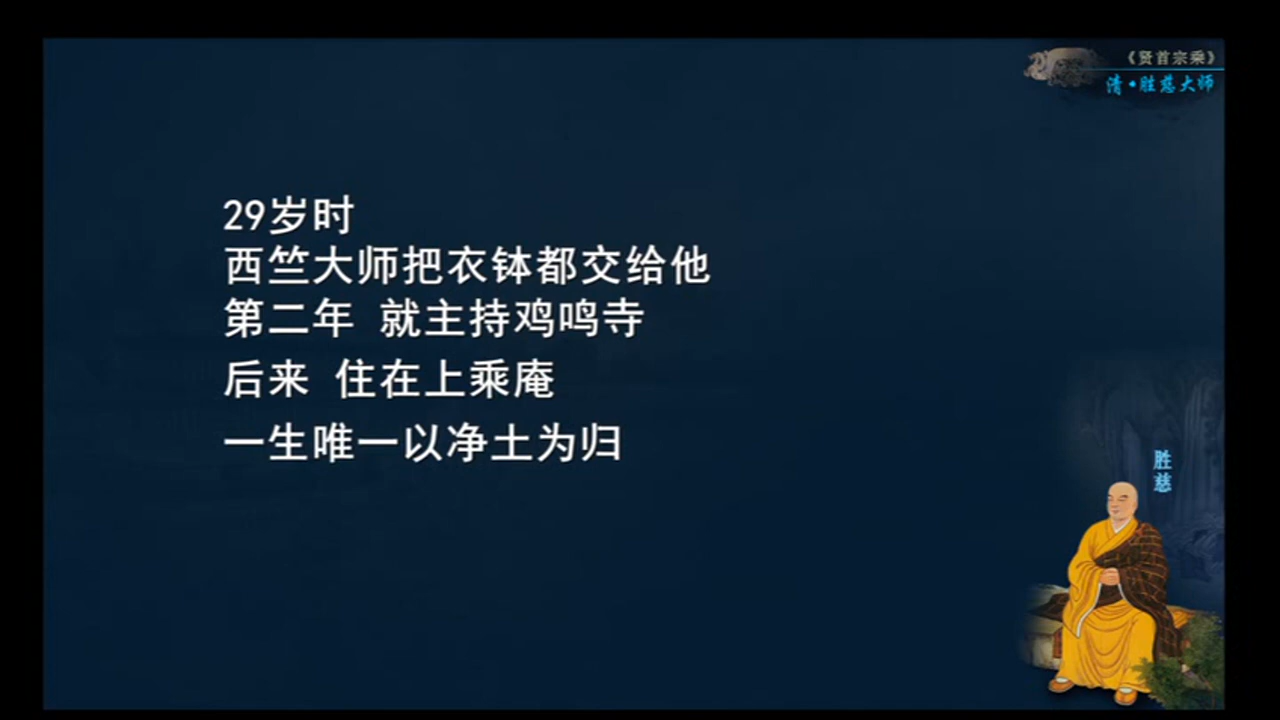 《贤首宗乘》
清·胜慈大师
29岁时
西竺大师把衣钵都交给他
第二年 就主持鸡鸣寺
后来 住在上乘庵
一生唯一以净土为归
胜慈